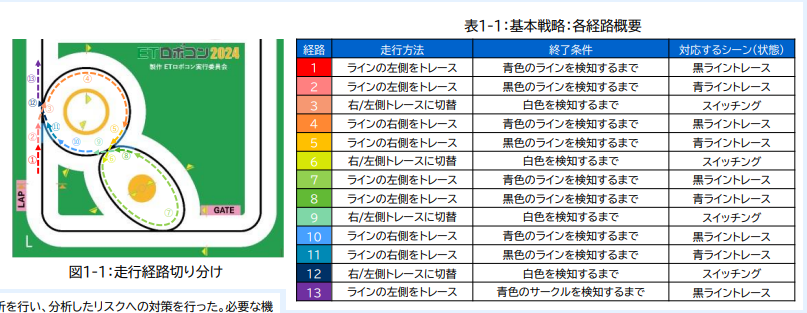 表1-1:基本戦略:各経路概要
ETロボコン2024
製作 ETロボコン実行委員会
⑬
⑫
③
④
②
⑪
⑩
⑨
⑤
⑥
⑧
①
⑦
LAP
GATE
L
図1-1:走行経路切り分け
経路 走行方法 終了条件 対応するシーン(状態)
1 ラインの左側をトレース 青色のラインを検知するまで 黒ライントレース
2 ラインの左側をトレース 黒色のラインを検知するまで 青ライントレース
3 右/左側トレースに切替 白色を検知するまで スイッチング
4 ラインの右側をトレース 青色のラインを検知するまで 黒ライントレース
5 ラインの右側をトレース 黒色のラインを検知するまで 青ライントレース
6 右/左側トレースに切替 白色を検知するまで スイッチング
7 ラインの左側をトレース 青色のラインを検知するまで 黒ライントレース
8 ラインの左側をトレース 黒色のラインを検知するまで 青ライントレース
9 右/左側トレースに切替 白色を検知するまで スイッチング
10 ラインの右側をトレース 青色のラインを検知するまで 黒ライントレース
11 ラインの右側をトレース 黒色のラインを検知するまで 青ライントレース
12 右/左側トレースに切替 白色を検知するまで スイッチング
13 ラインの左側をトレース 青色のサークルを検知するまで 黒ライントレース
析を行い、分析したリスクへの対策を行った。必要な機